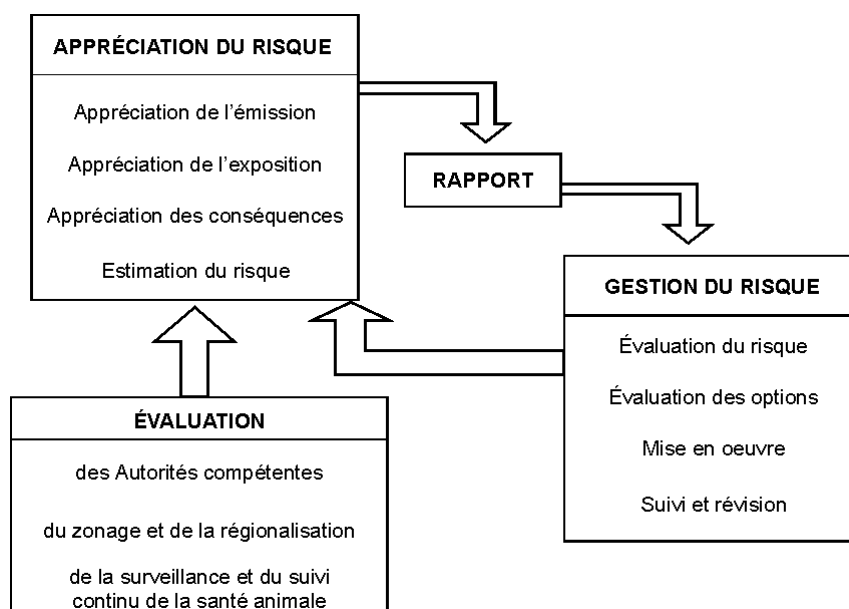 APPRÉCIATION DU RISQUE
Appréciation de l'émission
Appréciation de l'exposition
Appréciation des conséquences
Estimation du risque
RAPPORT
GESTION DU RISQUE
Évaluation du risque
Évaluation des options
Mise en oeuvre
Suivi et révision
ÉVALUATION
des Autorités compétentes
du zonage et de la régionalisation
de la surveillance et du suivi
continu de la santé animale